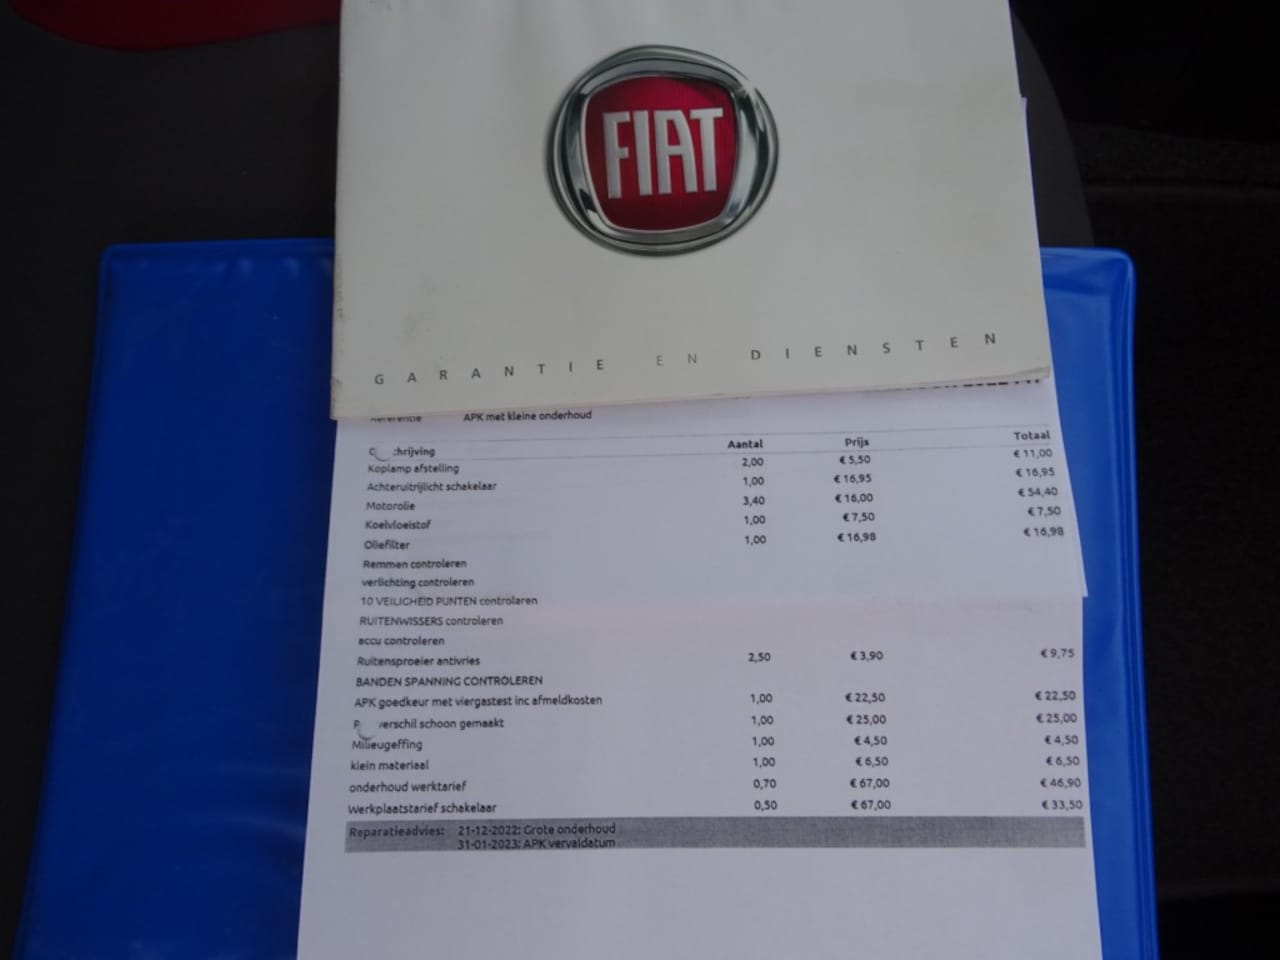 FIAT
GARANTIE EN DIENSTEN
Referentie APK met kleine onderhoud
Aantal Prijs Totaal
Koplamp afstelling 2,00 € 5,50 € 11,00
Achteruitrijlicht schakelaar 1,00 € 16,95 € 16,95
Motorolie 3,40 € 16,00 € 54,40
Koelvloeistof 1,00 € 7,50 € 7,50
Oliefilter 1,00 € 16,98 € 16,98
Remmen controleren
verlichting controleren
10 VEILIGHEID PUNTEN controleren
RUITENWISSERS controleren
accu controleren
Ruitensproeier antivries 2,50 € 3,90 € 9,75
BANDEN SPANNING CONTROLEREN
APK goedkeur met viergastest inc afmeldkosten 1,00 € 22,50 € 22,50
schoon gemaakt 1,00 € 25,00 € 25,00
Milieugeffing 1,00 € 4,50 € 4,50
klein materiaal 1,00 € 6,50 € 6,50
onderhoud werktarief 0,70 € 67,00 € 46,90
Werkplaatstarief schakelaar 0,50 € 67,00 € 33,50
Reparatieadvies: 21-12-2022: Grote onderhoud
31-01-2023: APK vervaldatum